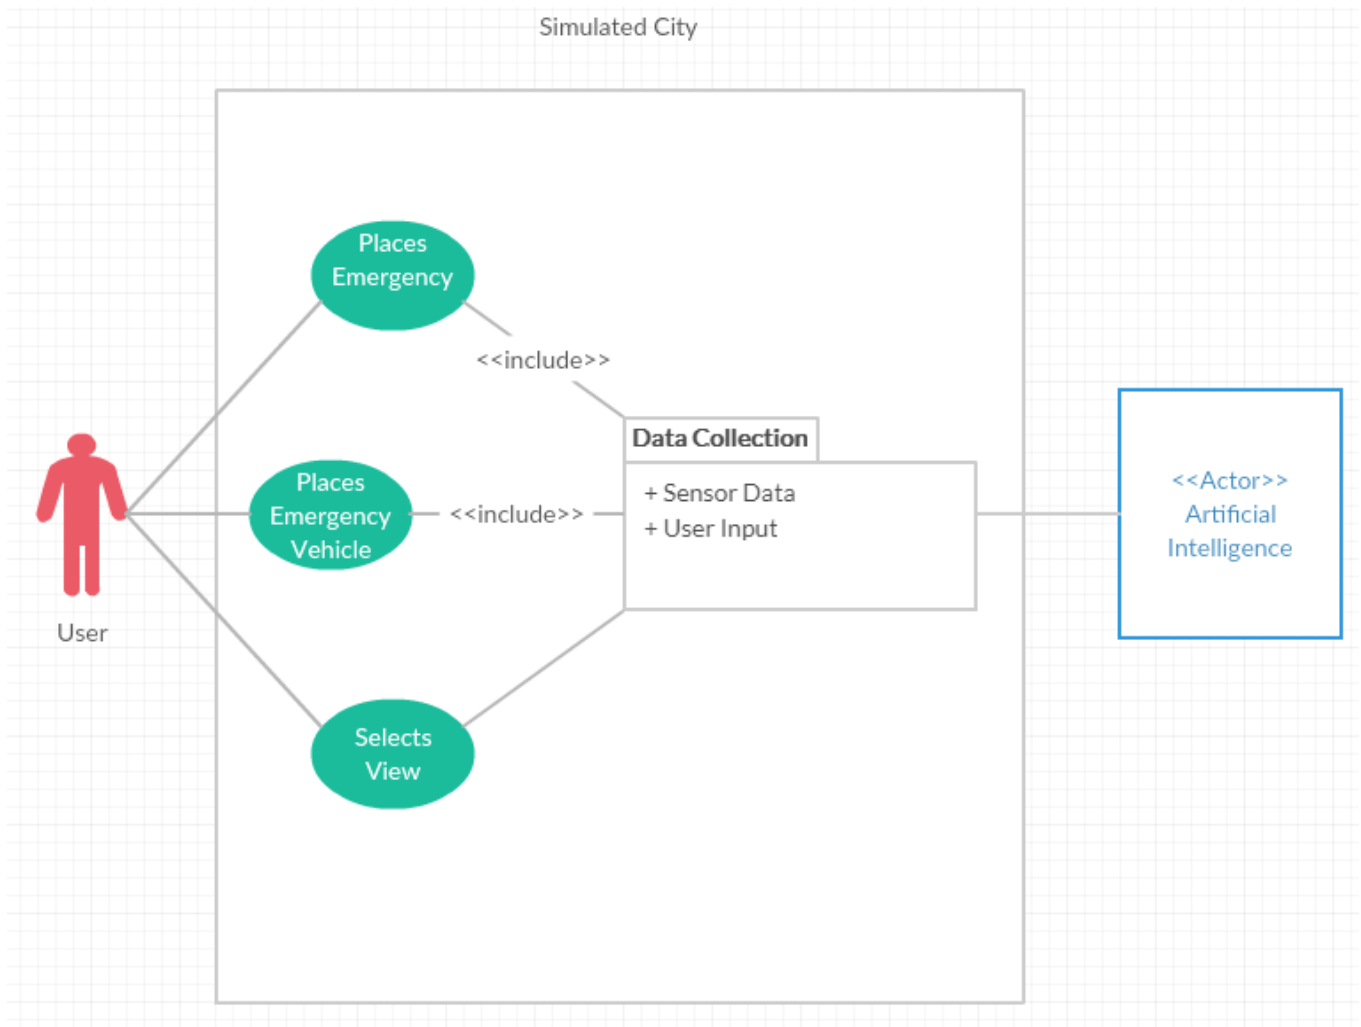 Simulated City
Places
Emergency
<<include>>
Data Collection
+ Sensor Data
+ User Input
Places
Emergency
Vehicle
<<include>>
<<Actor>>
Artificial
Intelligence
User
Selects
View